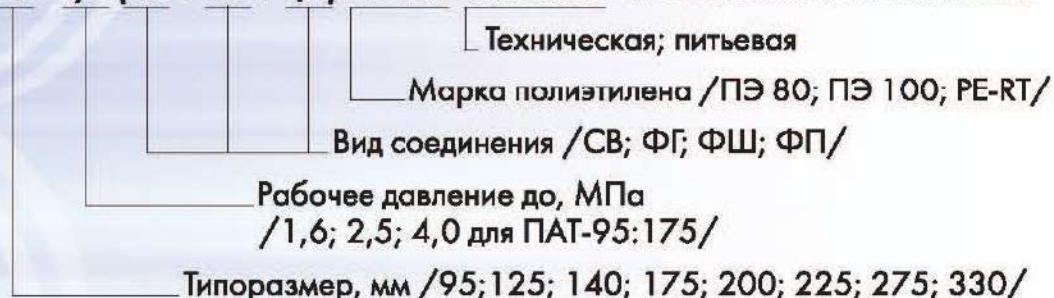 Техническая; питьевая
Марка полиэтилена /ПЭ 80; ПЭ 100; PE-RT/
Вид соединения /СВ; ФГ; ФШ; ФП/
Рабочее давление до, МПа
/1,6; 2,5; 4,0 для ПАТ-95:175/
Типоразмер, мм /95;125; 140; 175; 200; 225; 275; 330/